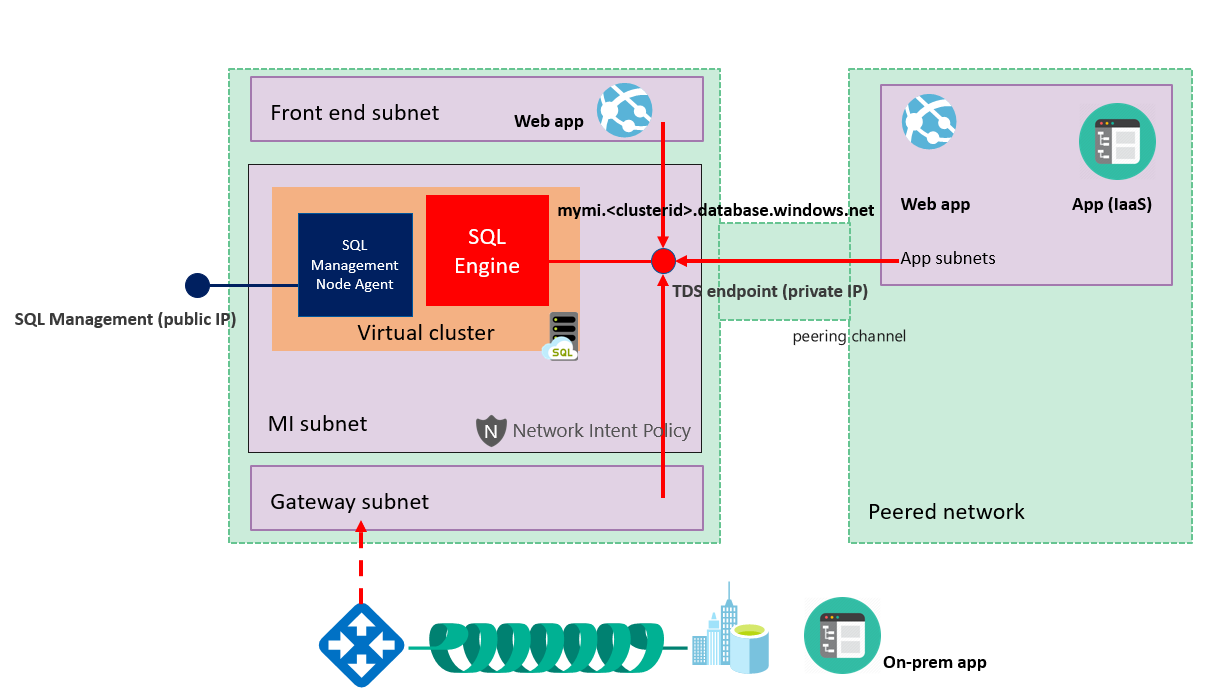 Front end subnet
Web app
mymi.<clusterid>.database.windows.net
SQL
Management
Node Agent
SQL
Engine
Virtual cluster
SQL
SQL Management (public IP)
TDS endpoint (private IP)
MI subnet
N
Network Intent Policy
Gateway subnet
Web app
App (IaaS)
App subnets
peering channel
Peered network
On-prem app